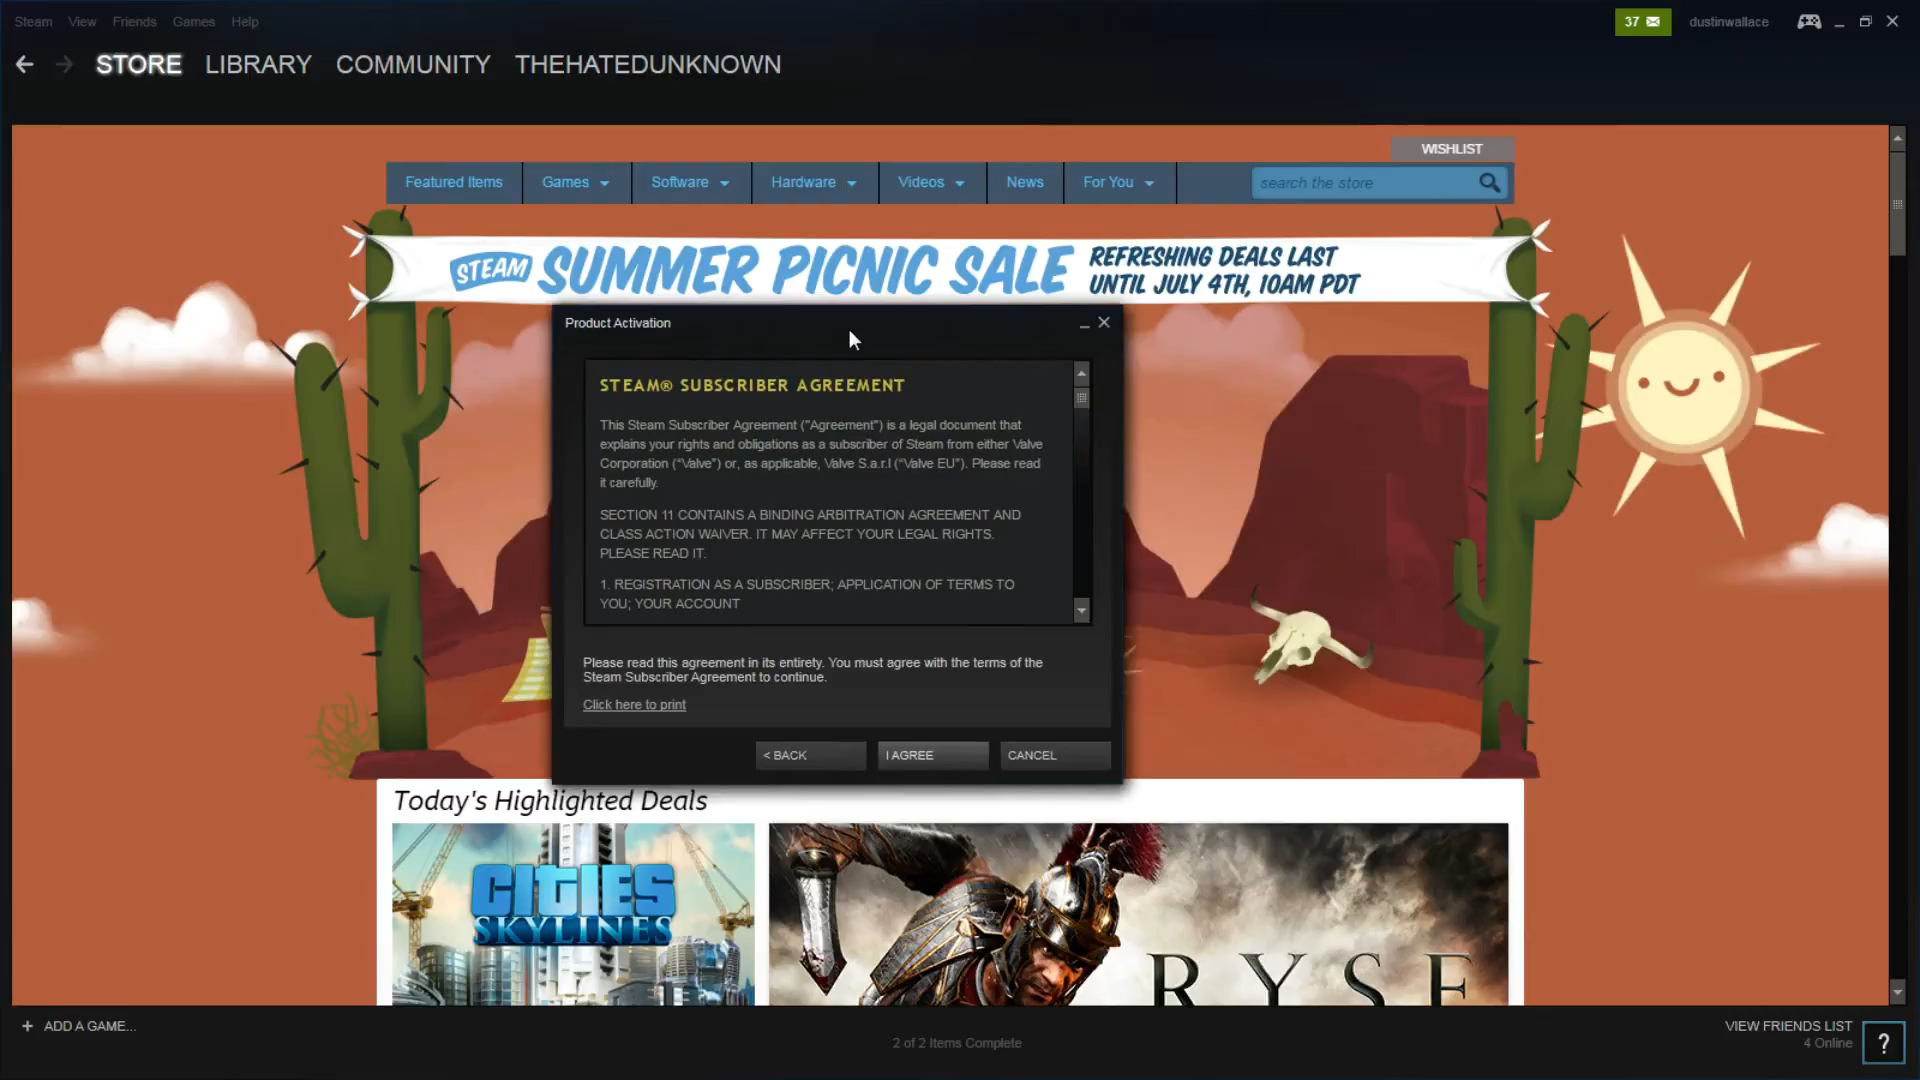 Steam View Friends Games Help
37
dustinwallace
STORE LIBRARY COMMUNITY THEHATEDUNKNOWN
WISHLIST
Featured Items Games Software Hardware Videos News For You
search the store
STEAM SUMMER PICNIC SALE
REFRESHING DEALS LAST
UNTIL JULY 4TH, 10AM PDT
Product Activation
STEAM® SUBSCRIBER AGREEMENT
This Steam Subscriber Agreement ("Agreement") is a legal document that
explains your rights and obligations as a subscriber of Steam from either Valve
Corporation (“Valve”) or, as applicable, Valve S.a.r.l (“Valve EU”). Please read
it carefully.
SECTION 11 CONTAINS A BINDING ARBITRATION AGREEMENT AND
CLASS ACTION WAIVER. IT MAY AFFECT YOUR LEGAL RIGHTS.
PLEASE READ IT.
1. REGISTRATION AS A SUBSCRIBER; APPLICATION OF TERMS TO
YOU; YOUR ACCOUNT
Please read this agreement in its entirety. You must agree with the terms of the
Steam Subscriber Agreement to continue.
Click here to print
< BACK I AGREE CANCEL
Today's Highlighted Deals
CITIES
SKYLINES
RYSE
+ ADD A GAME...
2 of 2 Items Complete
VIEW FRIENDS LIST
4 Online
?